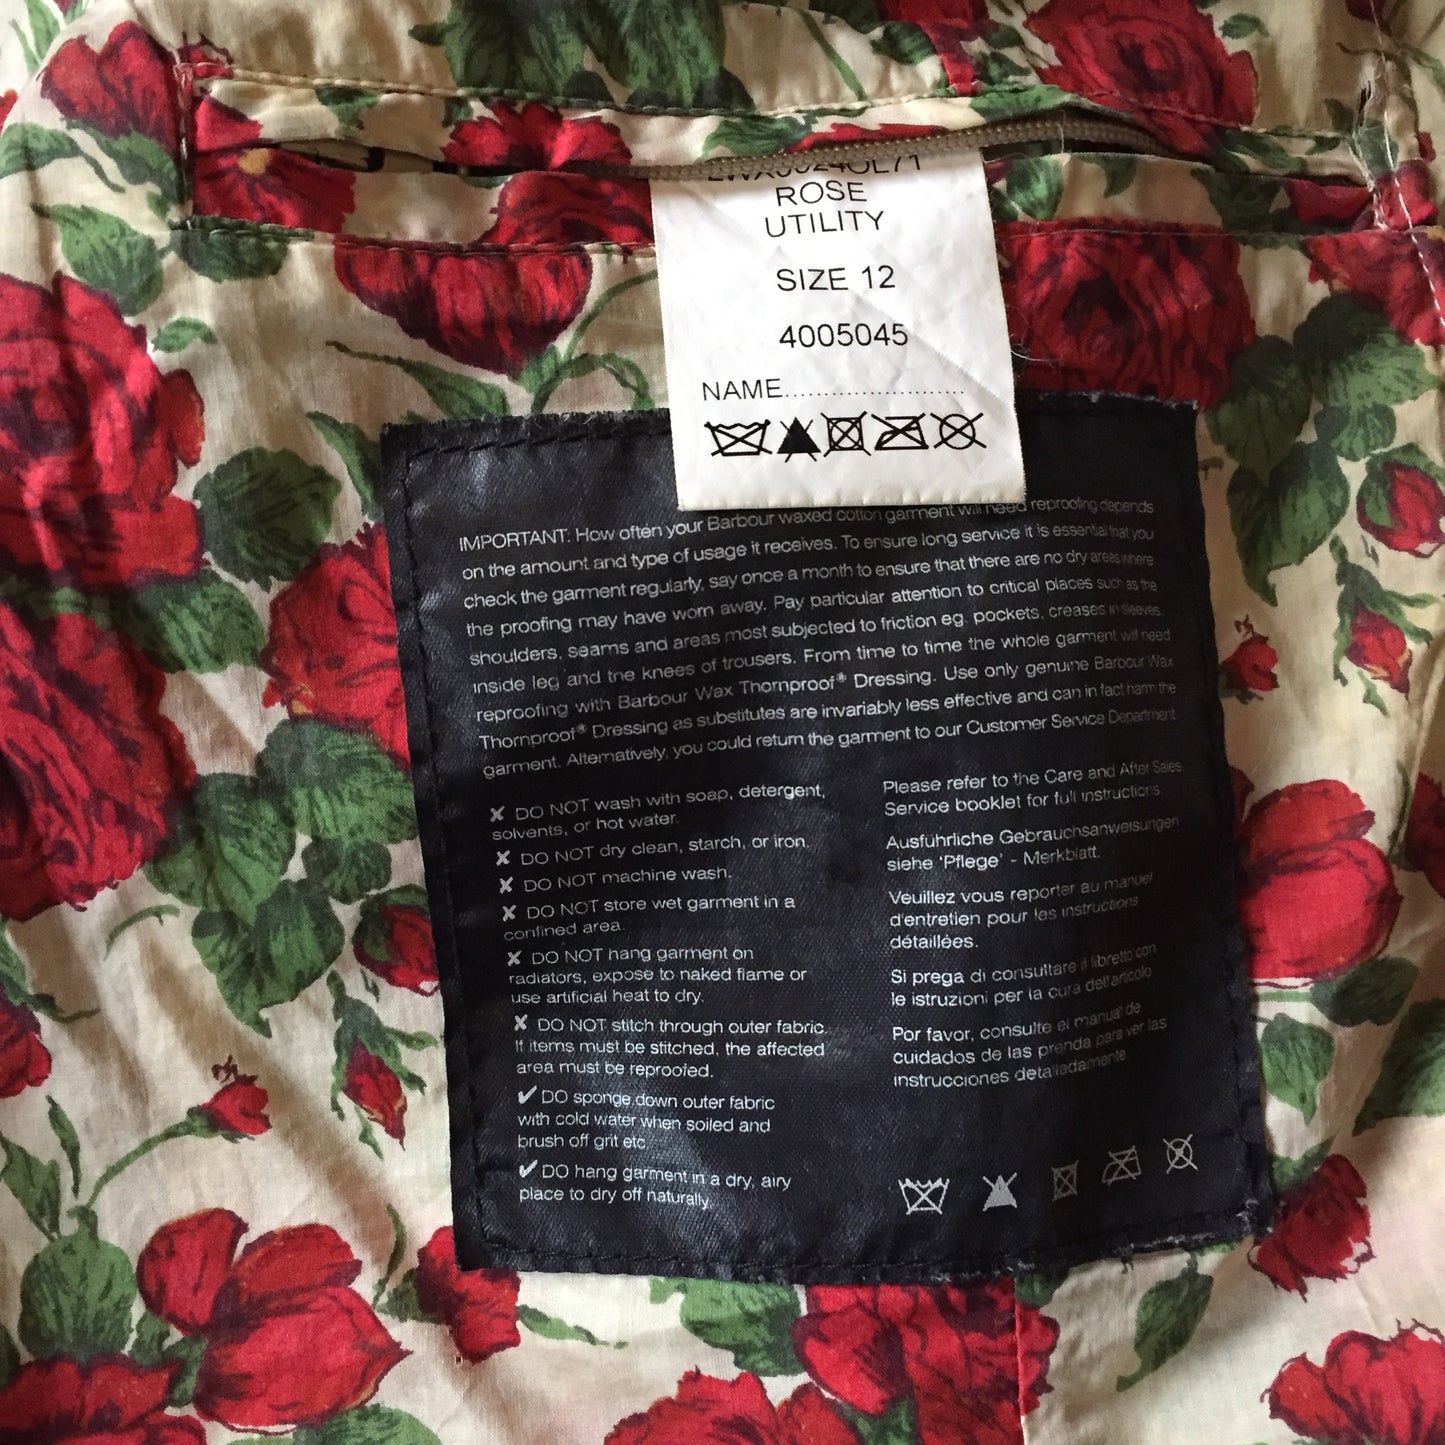 ROSE
UTILITY
SIZE 12
4005045
NAME........................
IMPORTANT: How often your Barbour waxed cotton garment will need reproofing depends
on the amount and type of usage it receives. To ensure long service it is essential that you
check the garment regularly, say once a month to ensure that there are no dry areas where
the proofing may have worn away. Pay particular attention to critical places such as the
shoulders, seams and areas most subjected to friction eg. pockets, creases in sleeves
inside leg and the knees of trousers. From time to time the whole garment will need
reproofing with Barbour Wax Thornproof® Dressing. Use only genuine Barbour Wax
Thornproof® Dressing as substitutes are invariably less effective and can in fact harm the
garment. Alternatively, you could return the garment to our Customer Service Department
✘ DO NOT wash with soap, detergent,
solvents, or hot water.
✘ DO NOT dry clean, starch, or iron.
✘ DO NOT machine wash.
✘ DO NOT store wet garment in a
confined area.
✘ DO NOT hang garment on
radiators, expose to naked flame or
use artificial heat to dry.
✘ DO NOT stitch through outer fabric.
If items must be stitched, the affected
area must be reproofed.
✔ DO sponge down outer fabric
with cold water when soiled and
brush off grit etc.
✔ DO hang garment in a dry, airy
place to dry off naturally.
Please refer to the Care and After Sales
Service booklet for full instructions
Ausführliche Gebrauchsanweisungen
siehe 'Pflege' - Merkblatt.
Veuillez vous reporter au manuel
d'entretien pour les instructions
détaillées.
Si prega di consultare il libretto con
le istruzioni per la cura dell'articolo
Por favor, consulte el manual de
cuidados de las prenda para ver las
instrucciones detalladamente